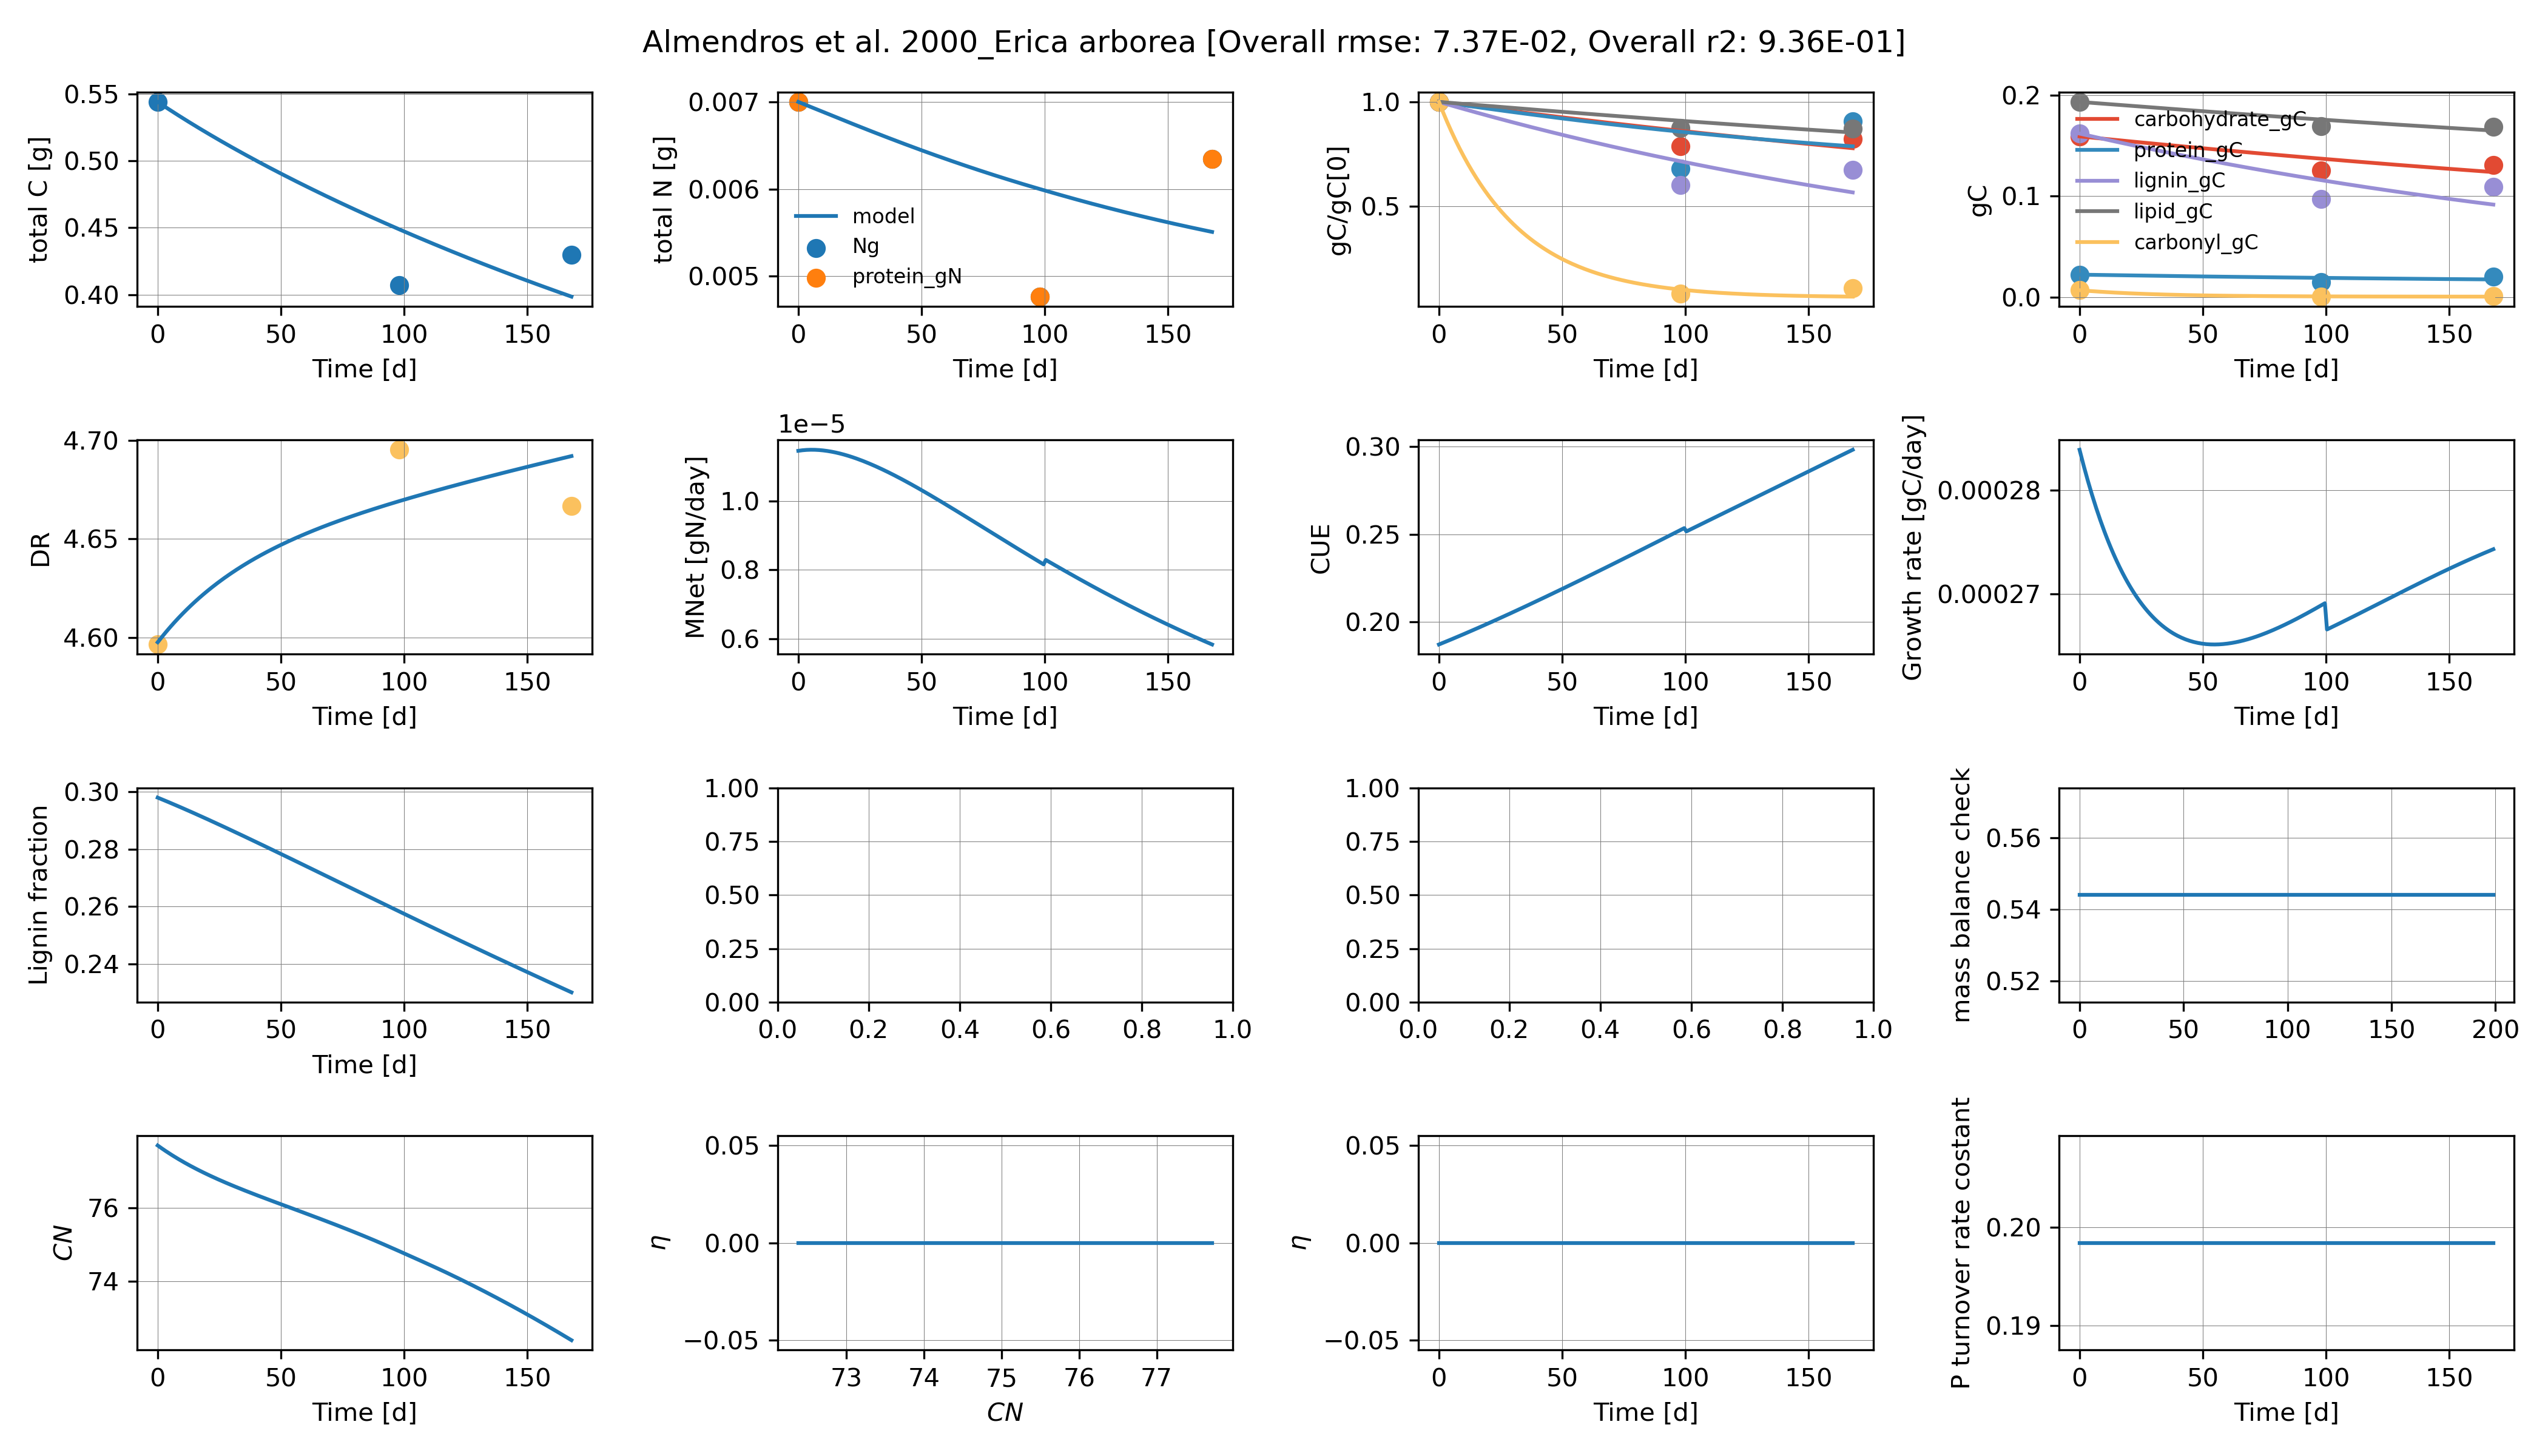 Almendros et al. 2000_Erica arborea [Overall rmse: 7.37E-02, Overall r2: 9.36E-01]
total C [g]
0.55
0.50
0.45
0.40
0 50 100 150
Time [d]
total N [g]
0.007
0.006
0.005
model
Ng
protein_gN
0 50 100 150
Time [d]
gC/gC[0]
1.0
0.5
0 50 100 150
Time [d]
gC
0.2
0.1
0.0
carbohydrate_gC
protein_gC
lignin_gC
lipid_gC
carbonyl_gC
0 50 100 150
Time [d]
DR
4.70
4.65
4.60
0 50 100 150
Time [d]
1e−5
MNet [gN/day]
1.0
0.8
0.6
0 50 100 150
Time [d]
CUE
0.30
0.25
0.20
0 50 100 150
Time [d]
Growth rate [gC/day]
0.00028
0.00027
0 50 100 150
Time [d]
Lignin fraction
0.30
0.28
0.26
0.24
0 50 100 150
Time [d]
1.00
0.75
0.50
0.25
0.00
0.0 0.2 0.4 0.6 0.8 1.0
1.00
0.75
0.50
0.25
0.00
0.0 0.2 0.4 0.6 0.8 1.0
mass balance check
0.56
0.54
0.52
0 50 100 150 200
CN
76
74
0 50 100 150
Time [d]
η
0.05
0.00
−0.05
73 74 75 76 77
CN
η
0.05
0.00
−0.05
0 50 100 150
Time [d]
P turnover rate costant
0.20
0.19
0 50 100 150
Time [d]